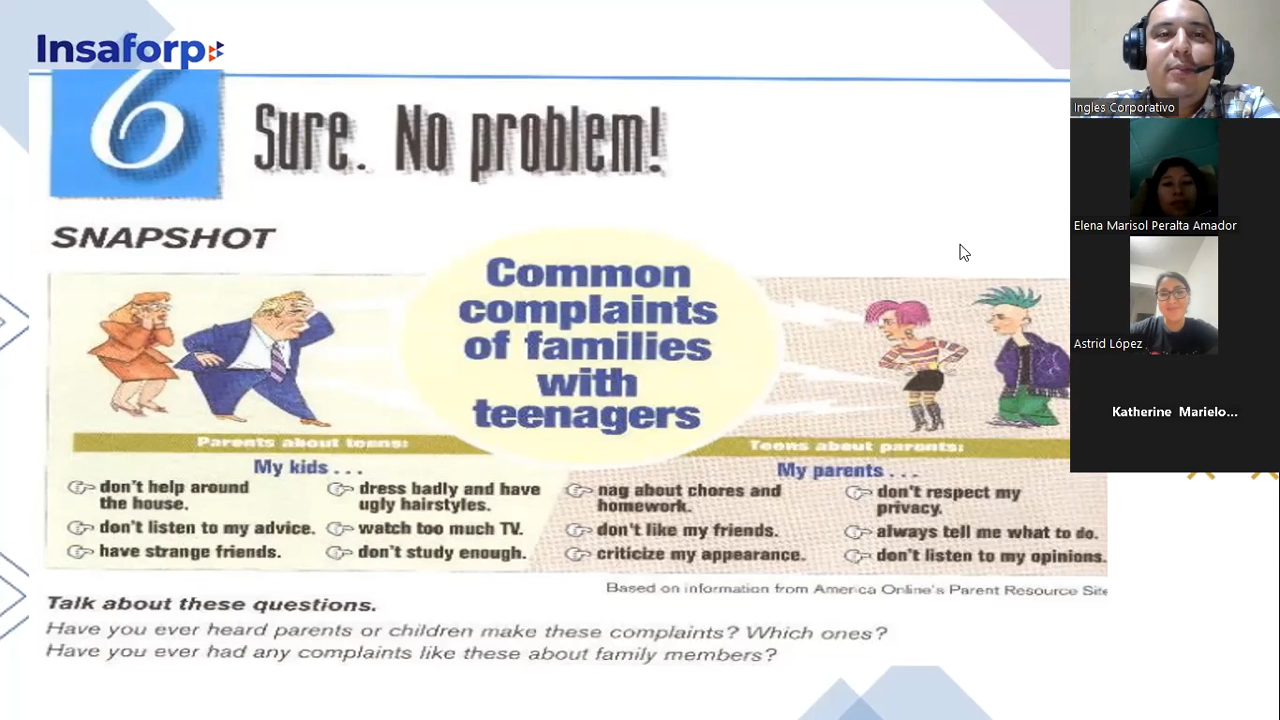 Insaforp
6
Sure. No problem!
SNAPSHOT
Common
complaints
of families
with
teenagers
Parents about teens:
My kids . . .
don't help around
the house.
don't listen to my advice.
have strange friends.
dress badly and have
ugly hairstyles.
watch too much TV.
don't study enough.
Teens about parents:
My parents . . .
nag about chores and
homework.
don't like my friends.
criticize my appearance.
don't respect my
privacy.
always tell me what to do.
don't listen to my opinions.
Based on information from America Online's Parent Resource Site
Talk about these questions.
Have you ever heard parents or children make these complaints? Which ones?
Have you ever had any complaints like these about family members?
Ingles Corporativo
Elena Marisol Peralta Amador
Astrid López
Katherine Marielo...